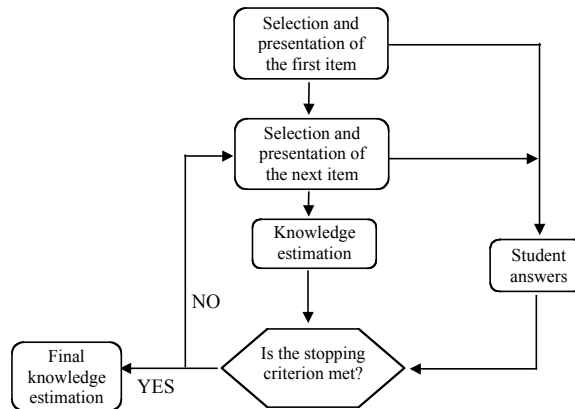 Selection and
presentation of
the first item
Selection and
presentation of
the next item
Knowledge
estimation
Student
answers
NO
Is the stopping
criterion met?
YES
Final
knowledge
estimation